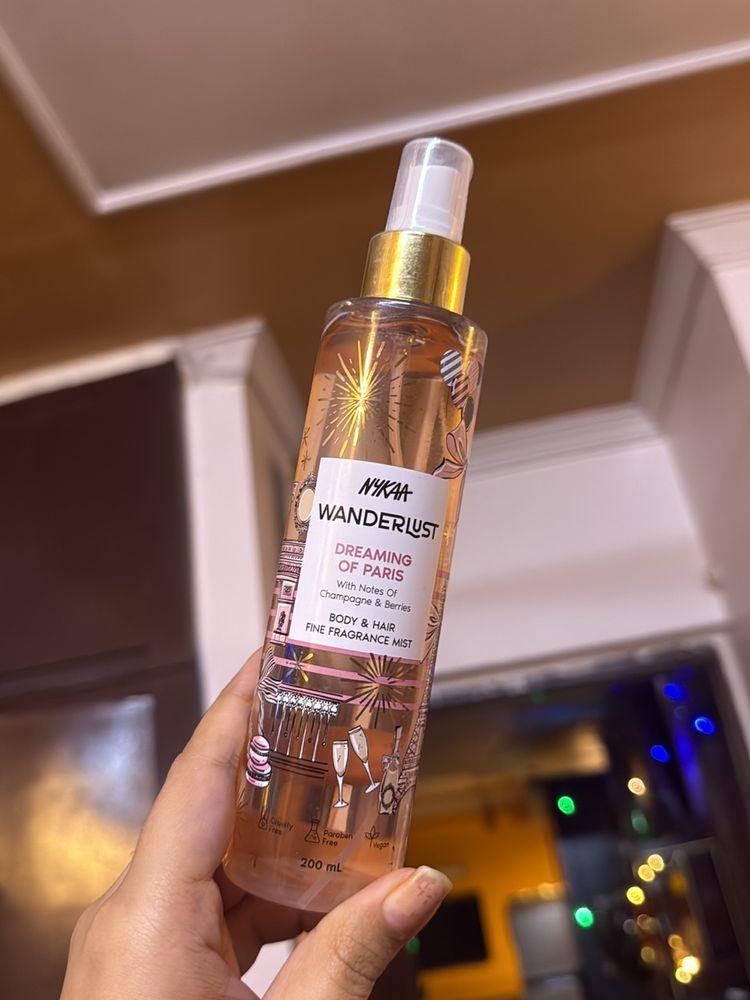 NYKAA
WANDERLUST
DREAMING
OF PARIS
With Notes Of
Champagne & Berries
BODY & HAIR
FINE FRAGRANCE MIST
Cruelty
Free
Paraben
Free
Vegan
200 mL